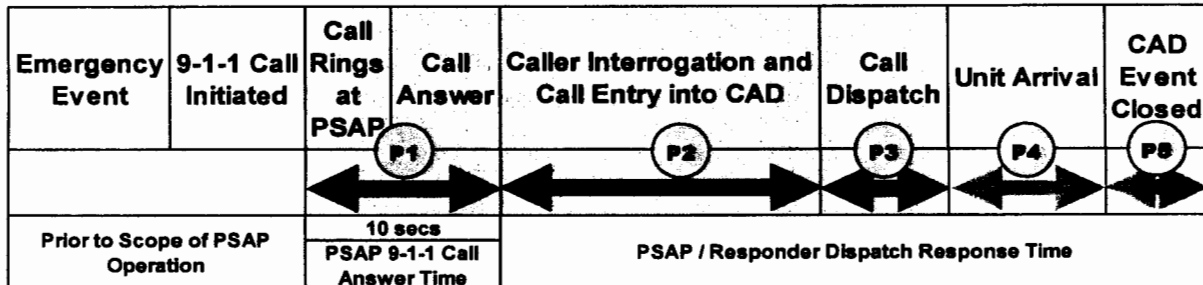 Emergency
Event
9-1-1 Call
Initiated
Call
Rings
at
PSAP
Call
Answer
Caller Interrogation and
Call Entry into CAD
Call
Dispatch
Unit Arrival
CAD
Event
Closed
P1
P2
P3
P4
P5
Prior to Scope of PSAP
Operation
10 secs
PSAP 9-1-1 Call
Answer Time
PSAP / Responder Dispatch Response Time